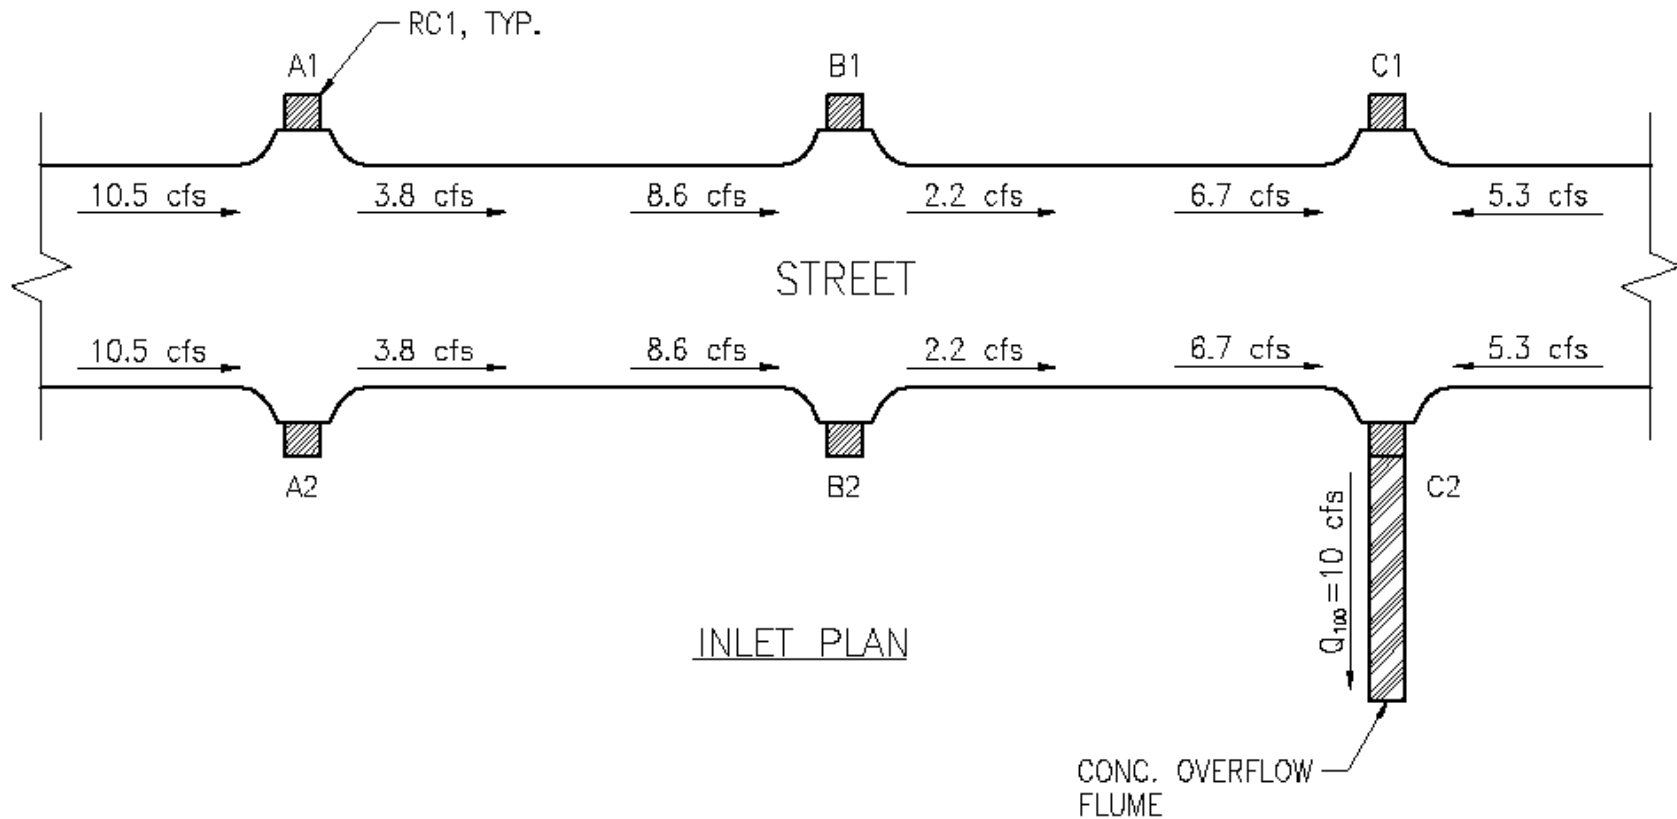 RC1, TYP.
A1
B1
C1
10.5 cfs
3.8 cfs
8.6 cfs
2.2 cfs
6.7 cfs
5.3 cfs
STREET
10.5 cfs
3.8 cfs
8.6 cfs
2.2 cfs
6.7 cfs
5.3 cfs
A2
B2
C2
Q₁₀₀=10 cfs
INLET PLAN
CONC. OVERFLOW
FLUME